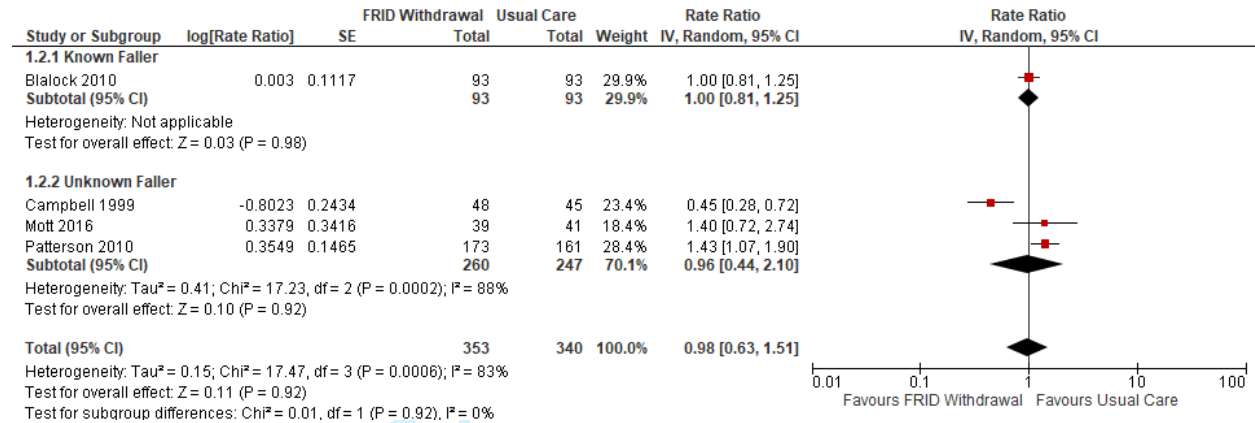 FRID Withdrawal Usual Care Rate Ratio Rate Ratio
Study or Subgroup log[Rate Ratio] SE Total Total Weight IV, Random, 95% CI IV, Random, 95% CI
1.2.1 Known Faller
Blalock 2010 0.003 0.1117 93 93 29.9% 1.00 [0.81, 1.25]
Subtotal (95% CI) 93 93 29.9% 1.00 [0.81, 1.25]
Heterogeneity: Not applicable
Test for overall effect: Z = 0.03 (P = 0.98)
1.2.2 Unknown Faller
Campbell 1999 -0.8023 0.2434 48 45 23.4% 0.45 [0.28, 0.72]
Mott 2016 0.3379 0.3416 39 41 18.4% 1.40 [0.72, 2.74]
Patterson 2010 0.3549 0.1465 173 161 28.4% 1.43 [1.07, 1.90]
Subtotal (95% CI) 260 247 70.1% 0.96 [0.44, 2.10]
Heterogeneity: Tau² = 0.41; Chi² = 17.23, df = 2 (P = 0.0002); I² = 88%
Test for overall effect: Z = 0.10 (P = 0.92)
Total (95% CI) 353 340 100.0% 0.98 [0.63, 1.51]
Heterogeneity: Tau² = 0.15; Chi² = 17.47, df = 3 (P = 0.0006); I² = 83%
Test for overall effect: Z = 0.11 (P = 0.92)
Test for subgroup differences: Chi² = 0.01, df = 1 (P = 0.92), I² = 0%
0.01 0.1 1 10 100
Favours FRID Withdrawal Favours Usual Care